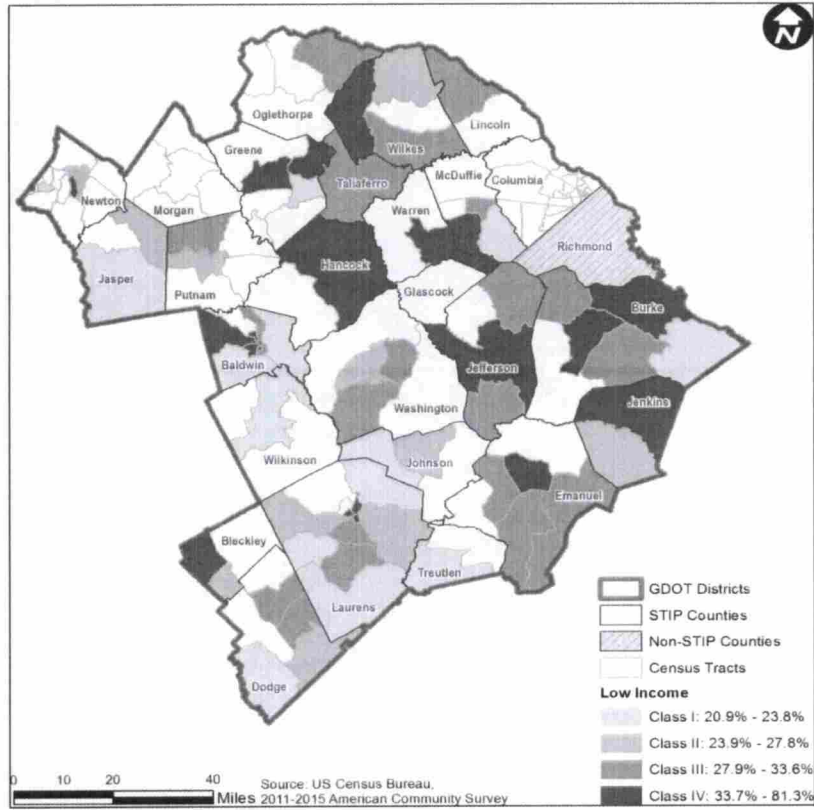 N
Oglethorpe
Lincoln
Greene
Wilkes
McDuffie
Columbia
Taliaferro
Newton
Morgan
Warren
Richmond
Hancock
Jasper
Glascock
Putnam
Burke
Baldwin
Jefferson
Jenkins
Washington
Wilkinson
Johnson
Emanuel
Bleckley
Treutlen
Laurens
Dodge
GDOT Districts
STIP Counties
Non-STIP Counties
Census Tracts
Low Income
Class I: 20.9% - 23.8%
Class II: 23.9% - 27.8%
Class III: 27.9% - 33.6%
Class IV: 33.7% - 81.3%
0 10 20 40
Miles
Source: US Census Bureau,
2011-2015 American Community Survey